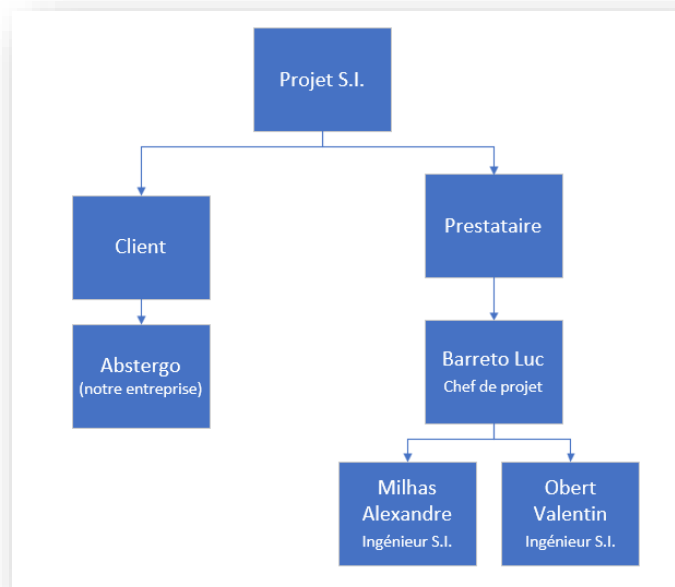 Projet S.I.
Client
Prestataire
Abstergo
(notre entreprise)
Barreto Luc
Chef de projet
Milhas
Alexandre
Ingénieur S.I.
Obert
Valentin
Ingénieur S.I.